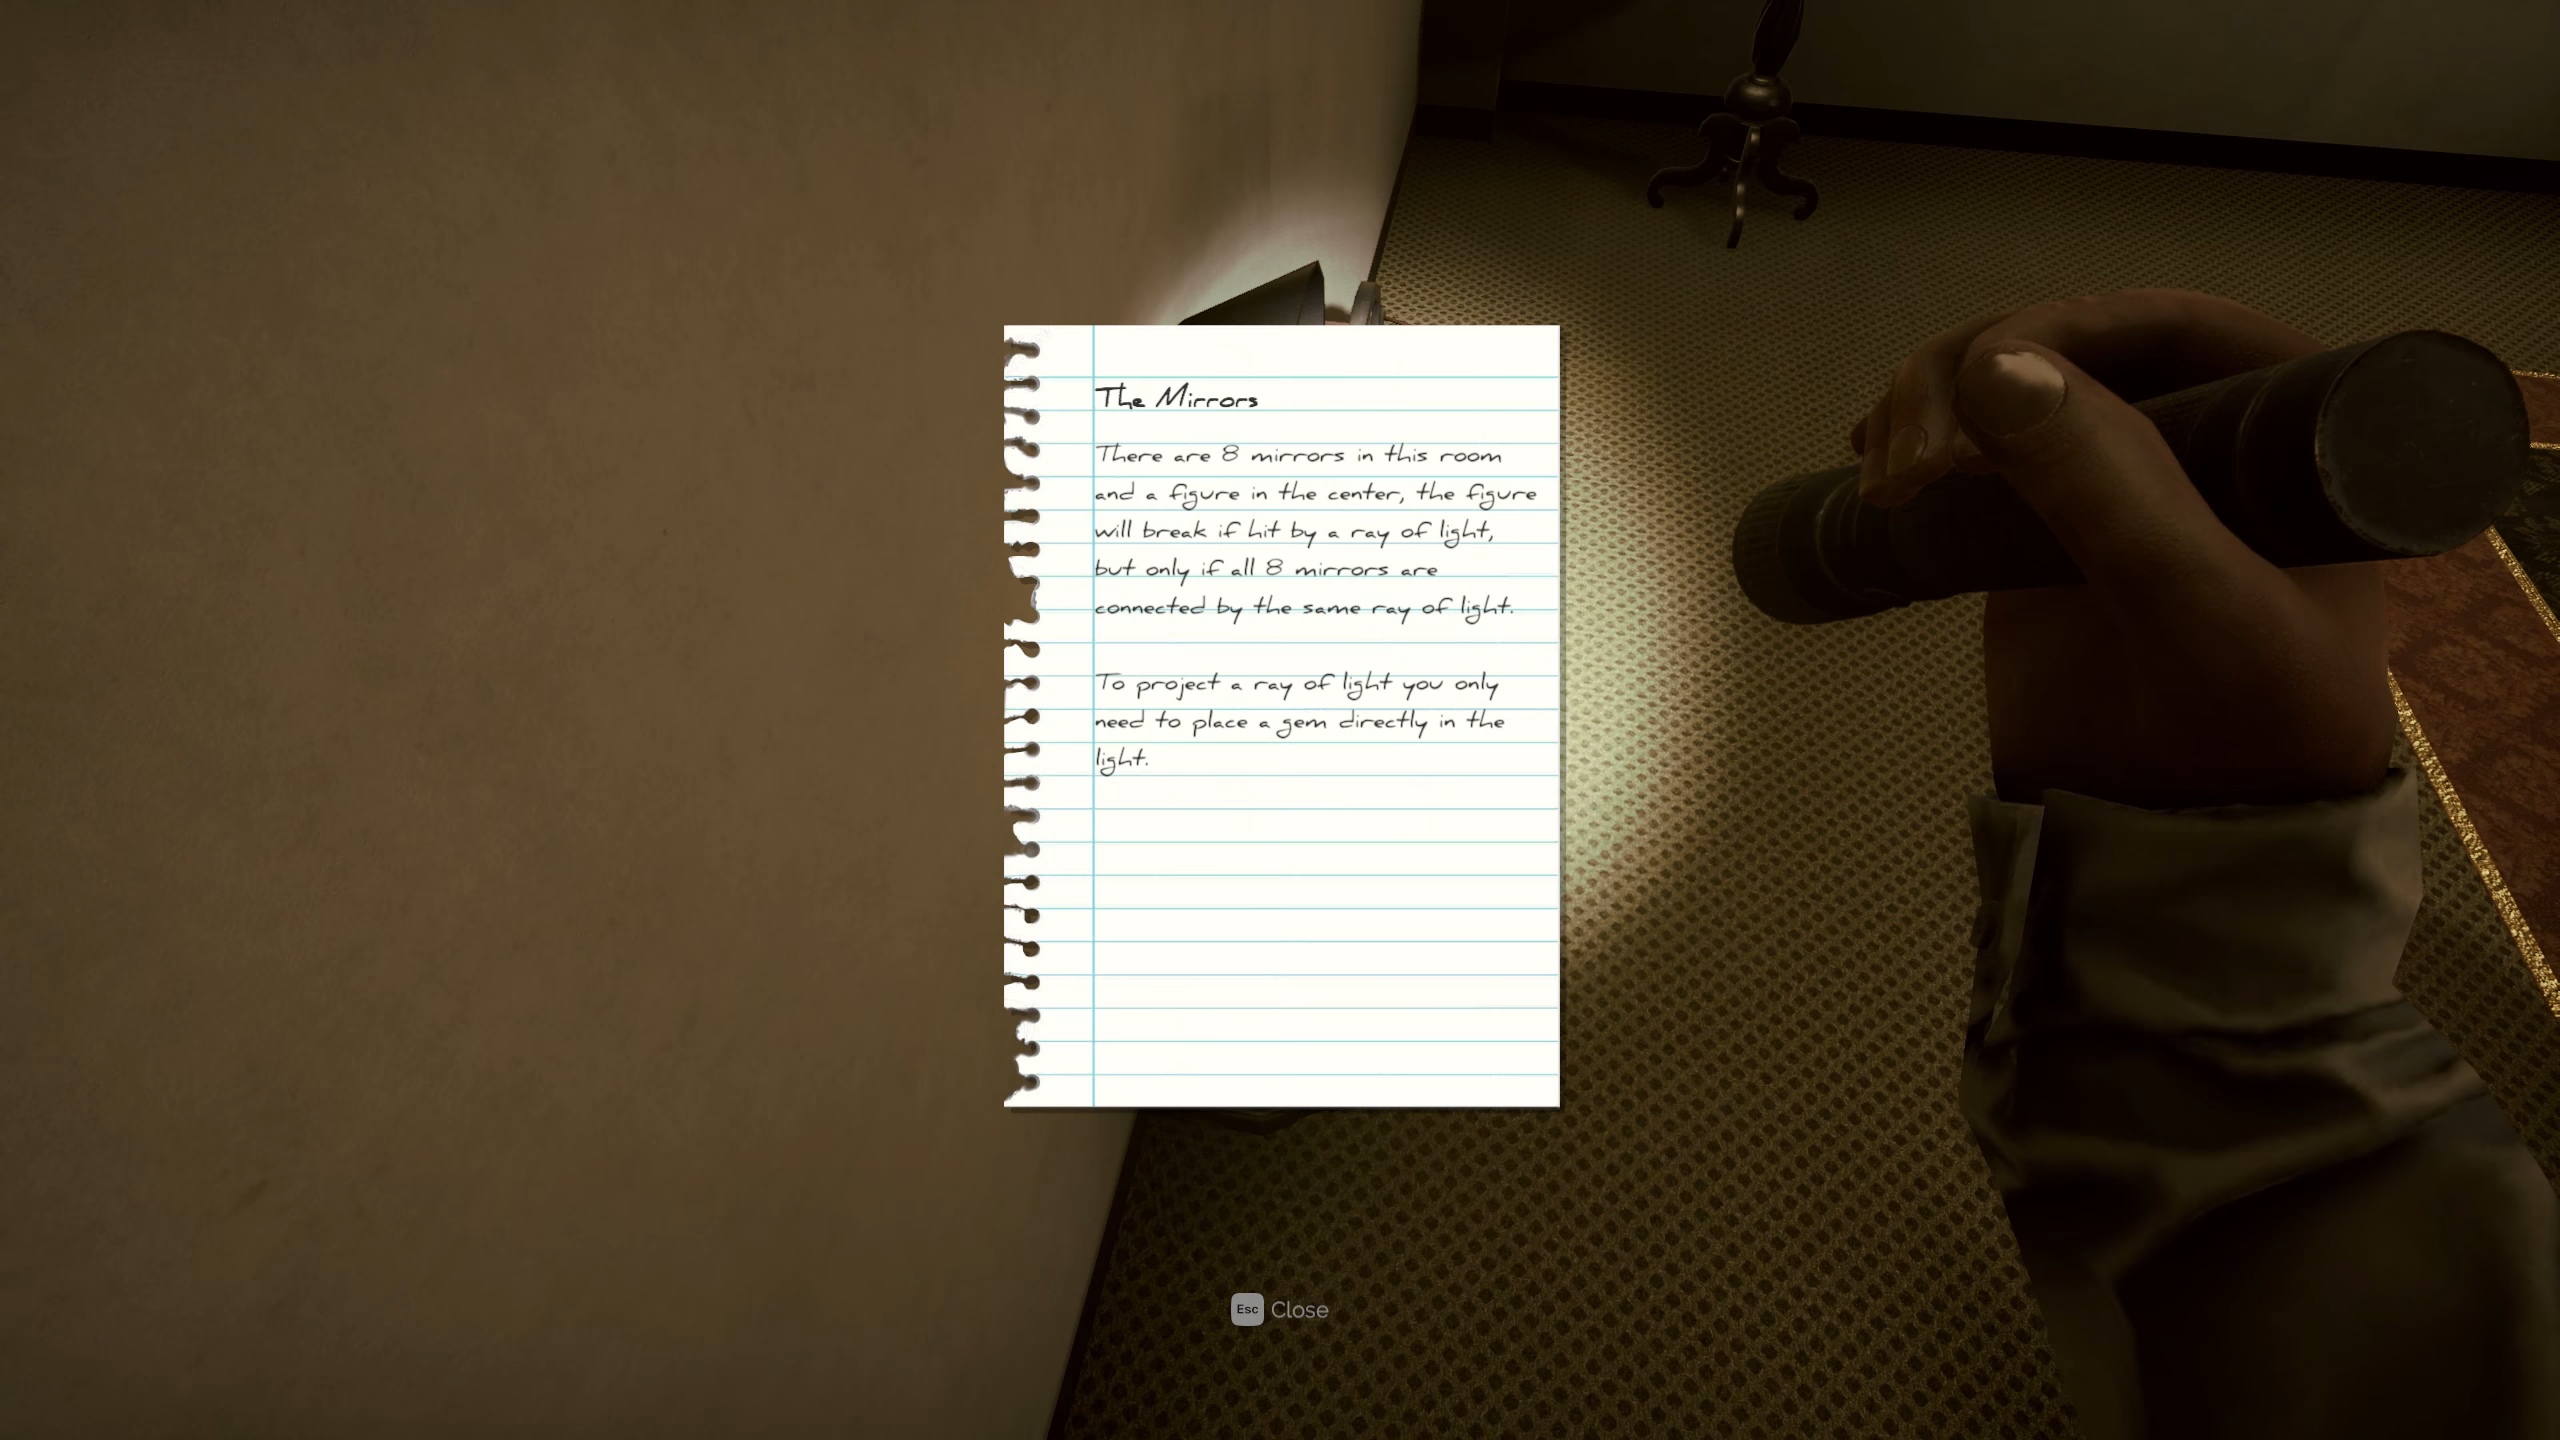 The Mirrors
There are 8 mirrors in this room
and a figure in the center, the figure
will break if hit by a ray of light,
but only if all 8 mirrors are
connected by the same ray of light.
To project a ray of light you only
need to place a gem directly in the
light.
Esc Close